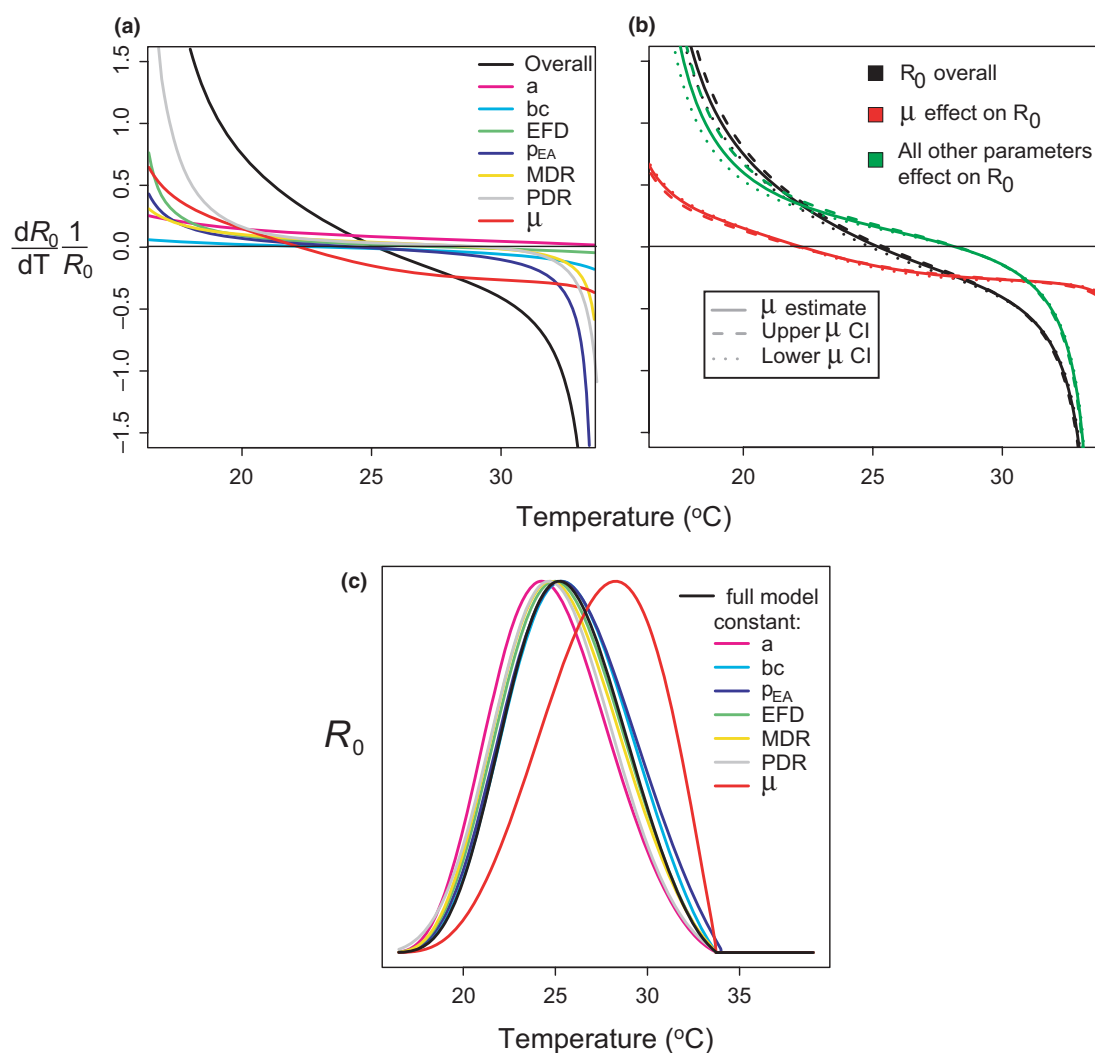 (a)
dR₀ 1
dT R₀
1.5
1.0
0.5
0.0
−0.5
−1.0
−1.5
Overall
a
bc
EFD
pEA
MDR
PDR
μ
20 25 30
(b)
R₀ overall
μ effect on R₀
All other parameters
effect on R₀
μ estimate
Upper μ CI
Lower μ CI
20 25 30
Temperature (°C)
(c)
R₀
full model
constant:
a
bc
pEA
EFD
MDR
PDR
μ
20 25 30 35
Temperature (°C)